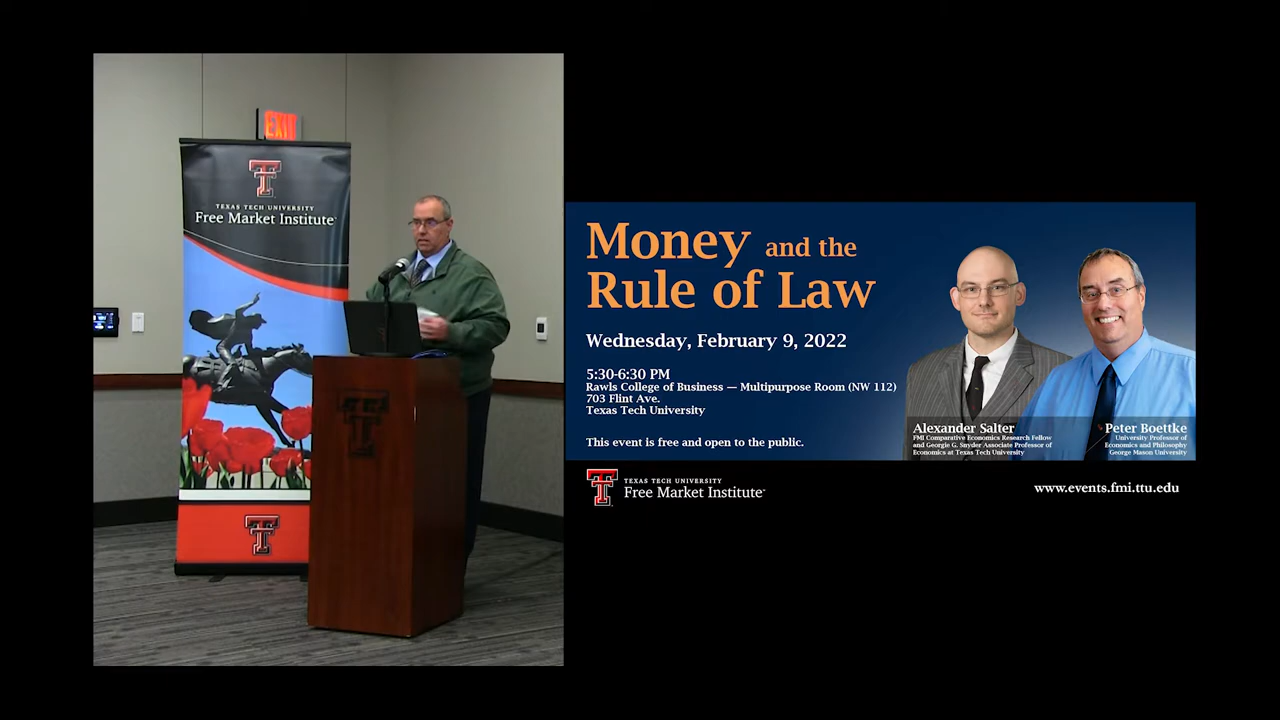 EXIT
TEXAS TECH UNIVERSITY
Free Market Institute
Money and the
Rule of Law
Wednesday, February 9, 2022
5:30-6:30 PM
Rawls College of Business — Multipurpose Room (NW 112)
703 Flint Ave.
Texas Tech University
This event is free and open to the public.
Alexander Salter
FMI Comparative Economics Research Fellow
and Georgie G. Snyder Associate Professor of
Economics at Texas Tech University
Peter Boettke
University Professor of
Economics and Philosophy
George Mason University
TEXAS TECH UNIVERSITY
Free Market Institute
www.events.fmi.ttu.edu